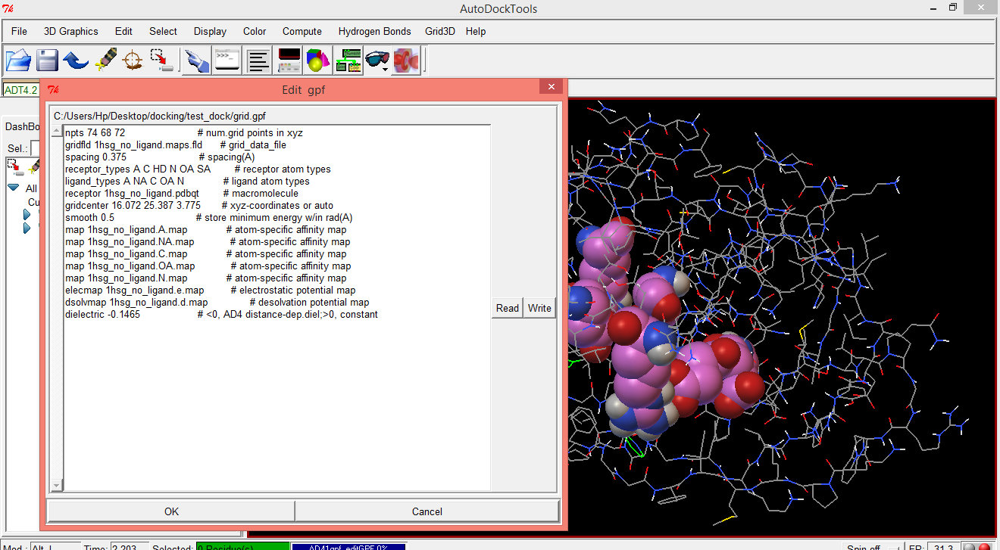 AutoDockTools
File 3D Graphics Edit Select Display Color Compute Hydrogen Bonds Grid3D Help
>>>_
ADT4.2
Edit gpf
C:/Users/Hp/Desktop/docking/test_dock/grid.gpf
DashBo
Sel.:
All
Cu
npts 74 68 72 # num.grid points in xyz
gridfld 1hsg_no_ligand.maps.fld # grid_data_file
spacing 0.375 # spacing(A)
receptor_types A C HD N OA SA # receptor atom types
ligand_types A NA C OA N # ligand atom types
receptor 1hsg_no_ligand.pdbqt # macromolecule
gridcenter 16.072 25.387 3.775 # xyz-coordinates or auto
smooth 0.5 # store minimum energy w/in rad(A)
map 1hsg_no_ligand.A.map # atom-specific affinity map
map 1hsg_no_ligand.NA.map # atom-specific affinity map
map 1hsg_no_ligand.C.map # atom-specific affinity map
map 1hsg_no_ligand.OA.map # atom-specific affinity map
map 1hsg_no_ligand.N.map # atom-specific affinity map
elecmap 1hsg_no_ligand.e.map # electrostatic potential map
dsolvmap 1hsg_no_ligand.d.map # desolvation potential map
dielectric -0.1465 # <0, AD4 distance-dep.diel;>0, constant
Read Write
OK Cancel
Time: 2.203 Selected: 0 Residue(s) AD41gpf_editGPF 0% Spin off FR: 31.3